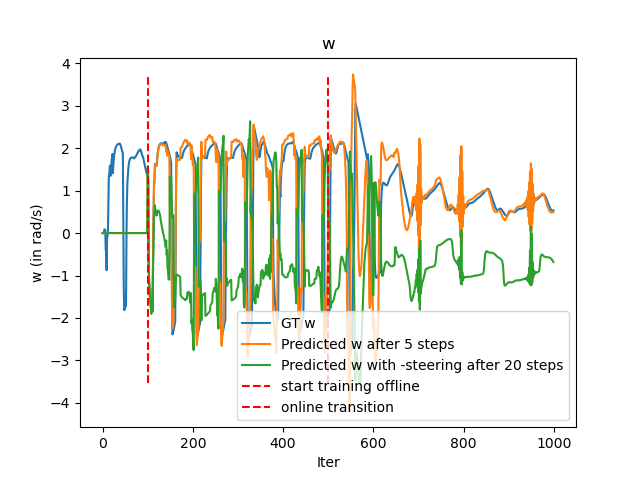 w
4
3
2
1
0
−1
−2
−3
−4
w (in rad/s)
GT w
Predicted w after 5 steps
Predicted w with -steering after 20 steps
start training offline
online transition
0 200 400 600 800 1000
Iter